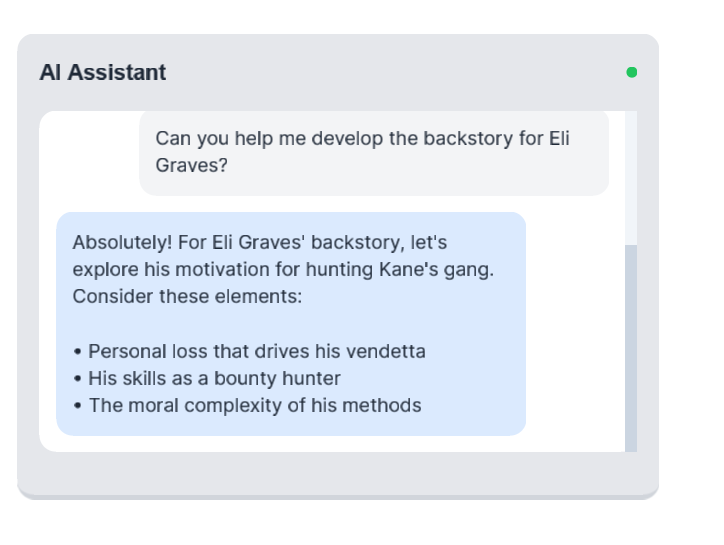 AI Assistant
Can you help me develop the backstory for Eli
Graves?
Absolutely! For Eli Graves' backstory, let's
explore his motivation for hunting Kane's gang.
Consider these elements:
• Personal loss that drives his vendetta
• His skills as a bounty hunter
• The moral complexity of his methods